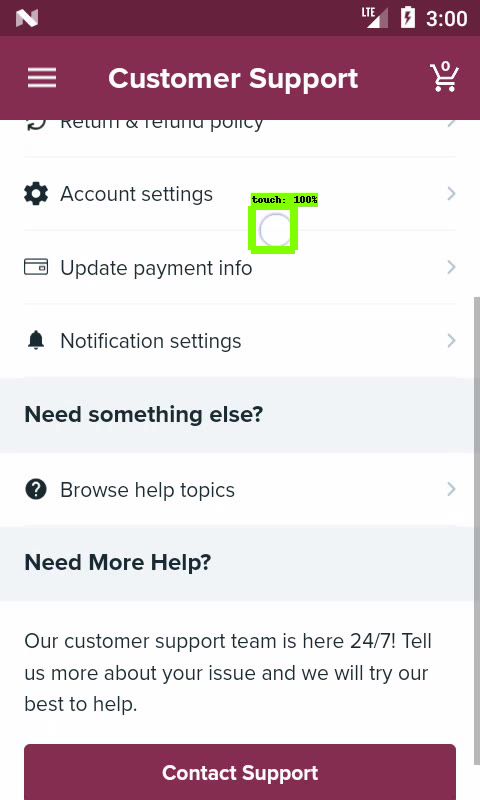 LTE 3:00
Customer Support 0
Return & refund policy
Account settings
touch: 100%
Update payment info
Notification settings
Need something else?
Browse help topics
Need More Help?
Our customer support team is here 24/7! Tell
us more about your issue and we will try our
best to help.
Contact Support